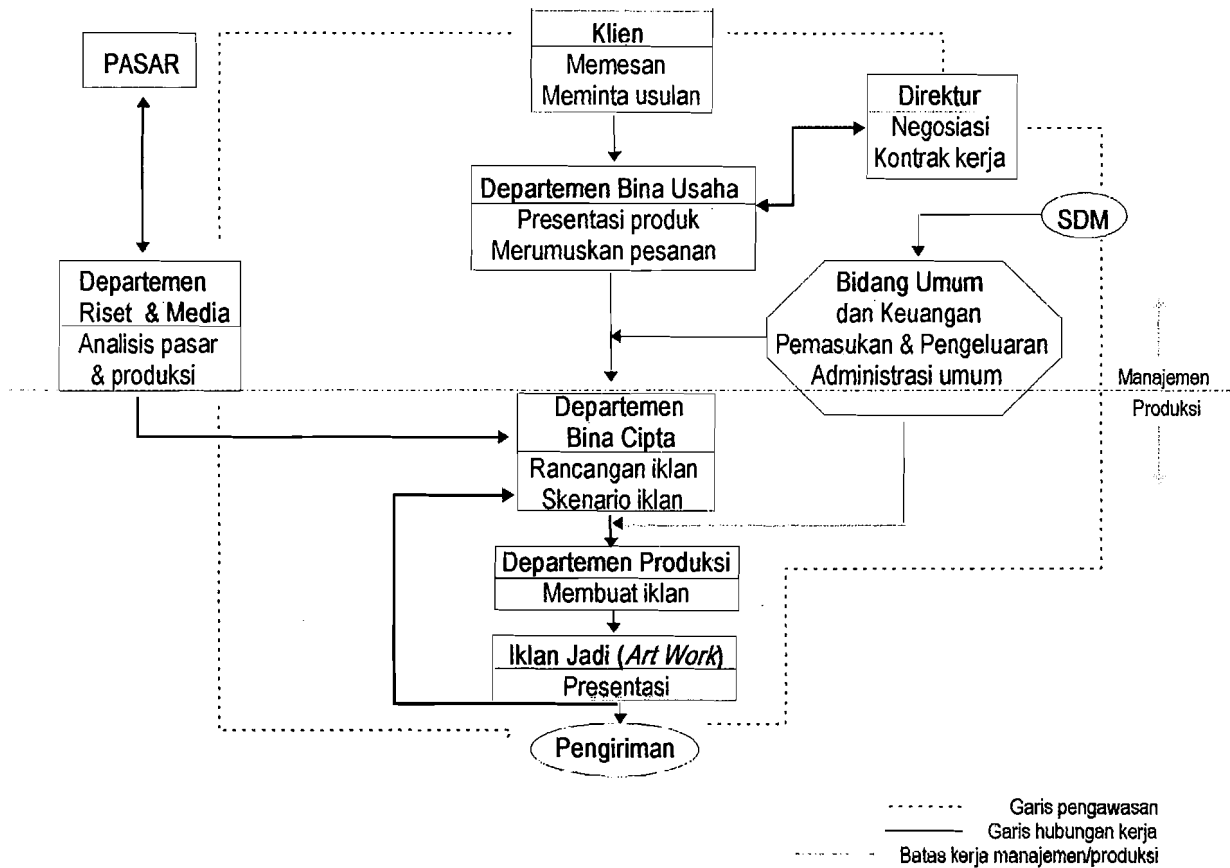 PASAR
Klien
Memesan
Meminta usulan
Direktur
Negosiasi
Kontrak kerja
Departemen Bina Usaha
Presentasi produk
Merumuskan pesanan
SDM
Departemen
Riset & Media
Analisis pasar
& produksi
Bidang Umum
dan Keuangan
Pemasukan & Pengeluaran
Administrasi umum
Manajemen
Produksi
Departemen
Bina Cipta
Rancangan iklan
Skenario iklan
Departemen Produksi
Membuat iklan
Iklan Jadi (Art Work)
Presentasi
Pengiriman
Garis pengawasan
Garis hubungan kerja
Batas kerja manajemen/produksi